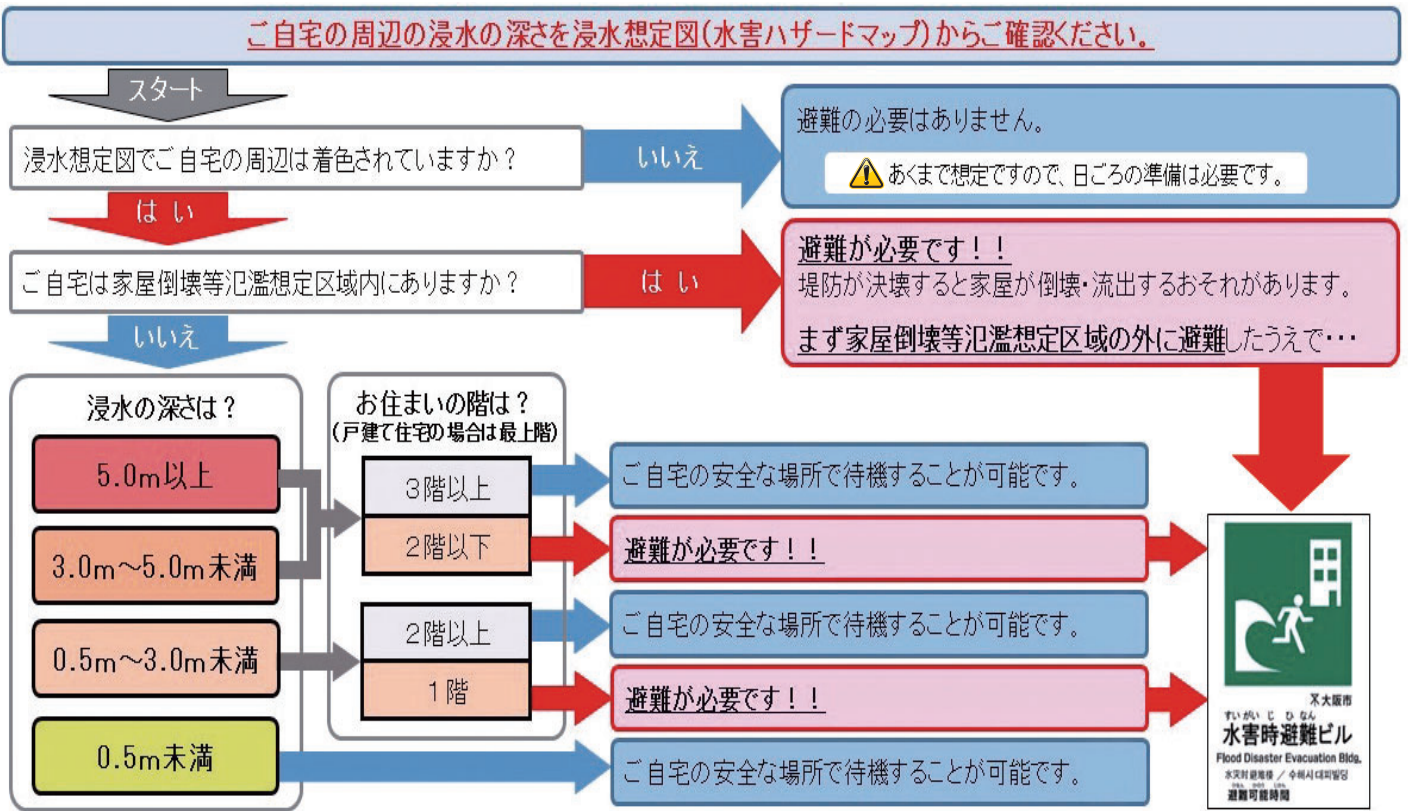 ご自宅の周辺の浸水の深さを浸水想定図(水害ハザードマップ)からご確認ください。
スタート
浸水想定図でご自宅の周辺は着色されていますか？
いいえ
避難の必要はありません。
あくまで想定ですので、日ごろの準備は必要です。
はい
ご自宅は家屋倒壊等氾濫想定区域内にありますか？
はい
避難が必要です！！
堤防が決壊すると家屋が倒壊・流出するおそれがあります。
まず家屋倒壊等氾濫想定区域の外に避難したうえで・・・
いいえ
浸水の深さは？
5.0m以上
3.0m～5.0m未満
0.5m～3.0m未満
0.5m未満
お住まいの階は？
(戸建て住宅の場合は最上階)
3階以上
2階以下
2階以上
1階
ご自宅の安全な場所で待機することが可能です。
避難が必要です！！
ご自宅の安全な場所で待機することが可能です。
避難が必要です！！
ご自宅の安全な場所で待機することが可能です。
大阪市
すいがいじひなん
水害時避難ビル
Flood Disaster Evacuation Bldg.
避難可能時間